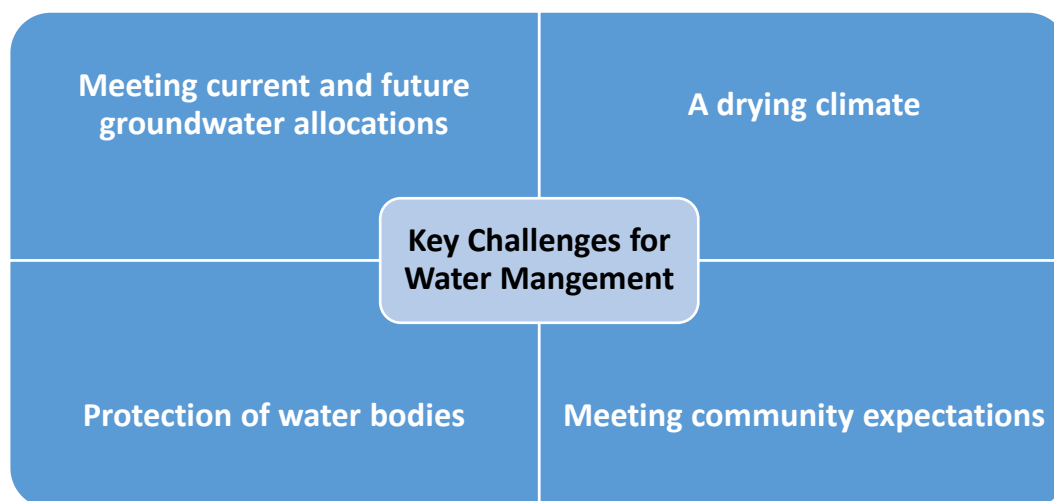 Meeting current and future
groundwater allocations
A drying climate
Key Challenges for
Water Mangement
Protection of water bodies
Meeting community expectations